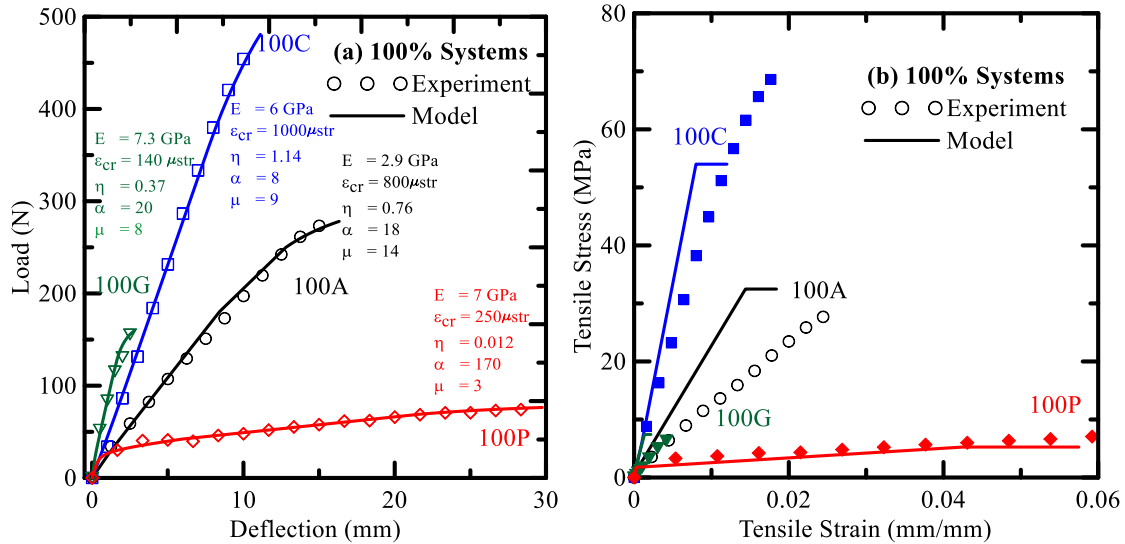 (a) 100% Systems
Experiment
Model
100C
E = 6 GPa
εcr = 1000μstr
η = 1.14
α = 8
μ = 9
E = 7.3 GPa
εcr = 140 μstr
η = 0.37
α = 20
μ = 8
E = 2.9 GPa
εcr = 800μstr
η = 0.76
α = 18
μ = 14
100G
100A
E = 7 GPa
εcr = 250μstr
η = 0.012
α = 170
μ = 3
100P
500
400
300
200
100
0
Load (N)
0 10 20 30
Deflection (mm)
(b) 100% Systems
Experiment
Model
100C
100A
100G
100P
80
60
40
20
0
Tensile Stress (MPa)
0 0.02 0.04 0.06
Tensile Strain (mm/mm)